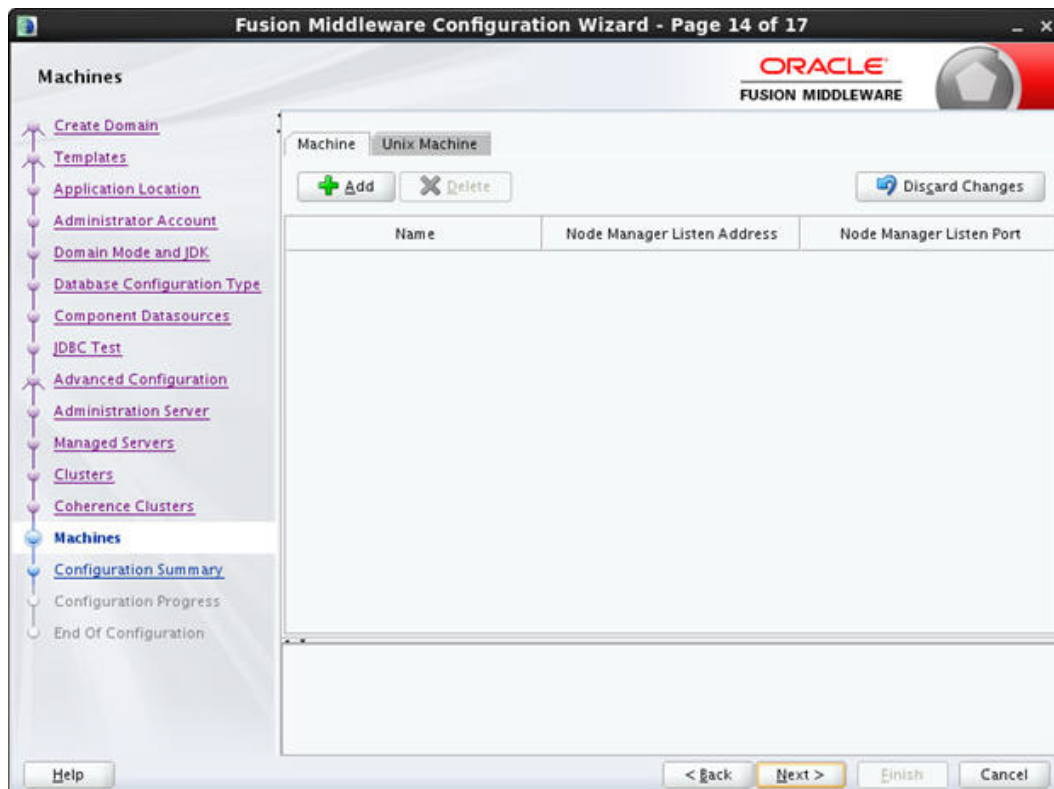 Fusion Middleware Configuration Wizard - Page 14 of 17
Machines
ORACLE
FUSION MIDDLEWARE
Create Domain
Templates
Application Location
Administrator Account
Domain Mode and JDK
Database Configuration Type
Component Datasources
JDBC Test
Advanced Configuration
Administration Server
Managed Servers
Clusters
Coherence Clusters
Machines
Configuration Summary
Configuration Progress
End Of Configuration
Machine Unix Machine
Add Delete Discard Changes
Name Node Manager Listen Address Node Manager Listen Port
Help < Back Next > Finish Cancel